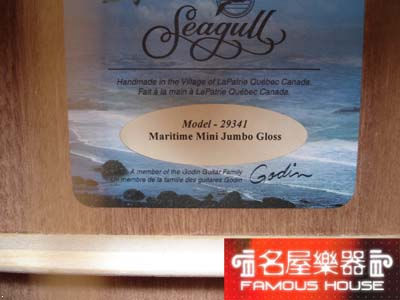 Seagull
Handmade in the Village of LaPatrie Québec Canada.
Fait à la main à LaPatrie Québec Canada.
Model - 29341
Maritime Mini Jumbo Gloss
A member of the Godin Guitar Family
Un membre de la famille des guitares Godin
Godin
名屋樂器
FAMOUS HOUSE